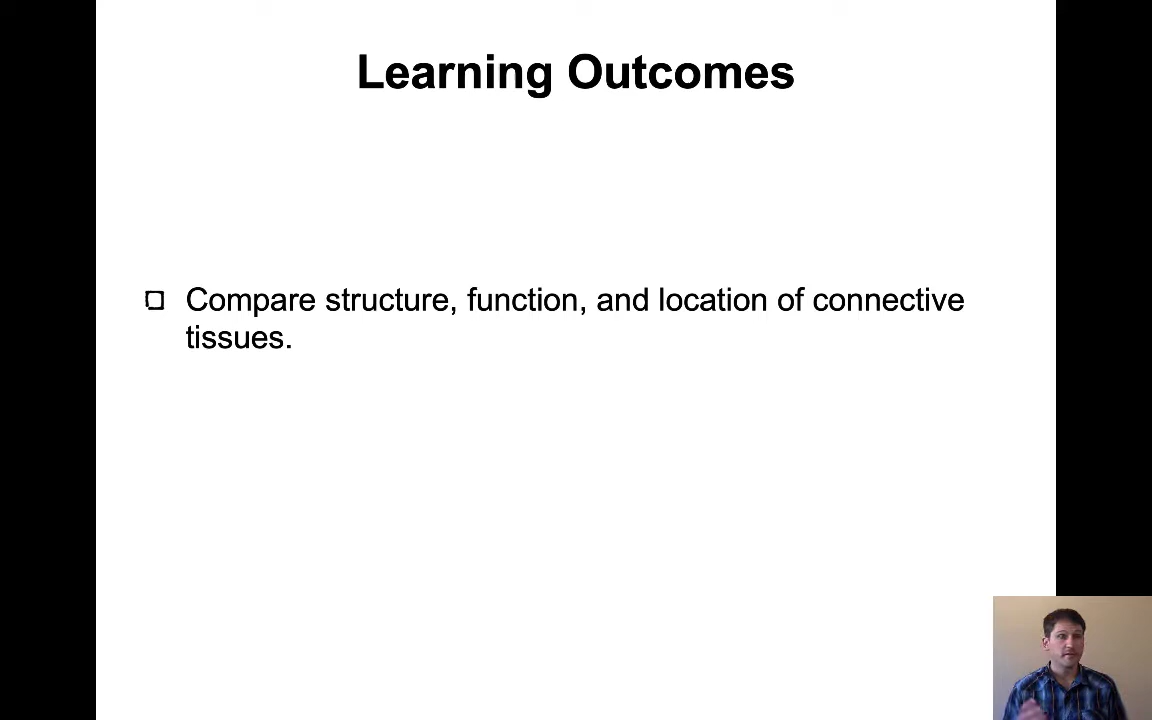 Learning Outcomes
Compare structure, function, and location of connective
tissues.